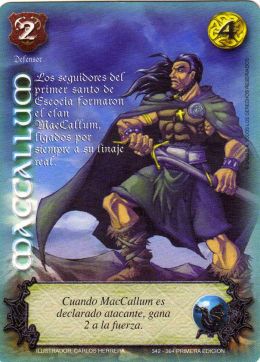 2
4
Defensor
Los seguidores del
primer santo de
Escocia formaron
el clan
MacCallum,
ligados por
siempre a su linaje
real.
MACCALLUM
Cuando MacCallum es
declarado atacante, gana
2 a la fuerza.
ILUSTRADOR: CARLOS HERRERA
342 - 364 PRIMERA EDICION